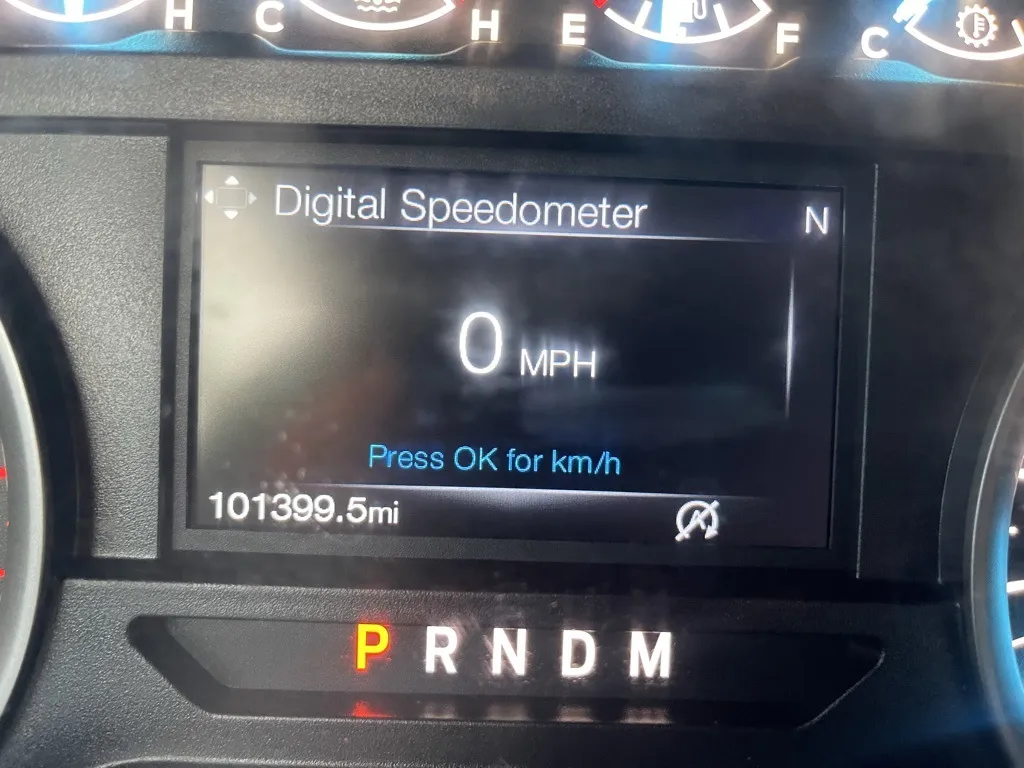 H C H E F C
Digital Speedometer N
0 MPH
Press OK for km/h
101399.5mi
P R N D M